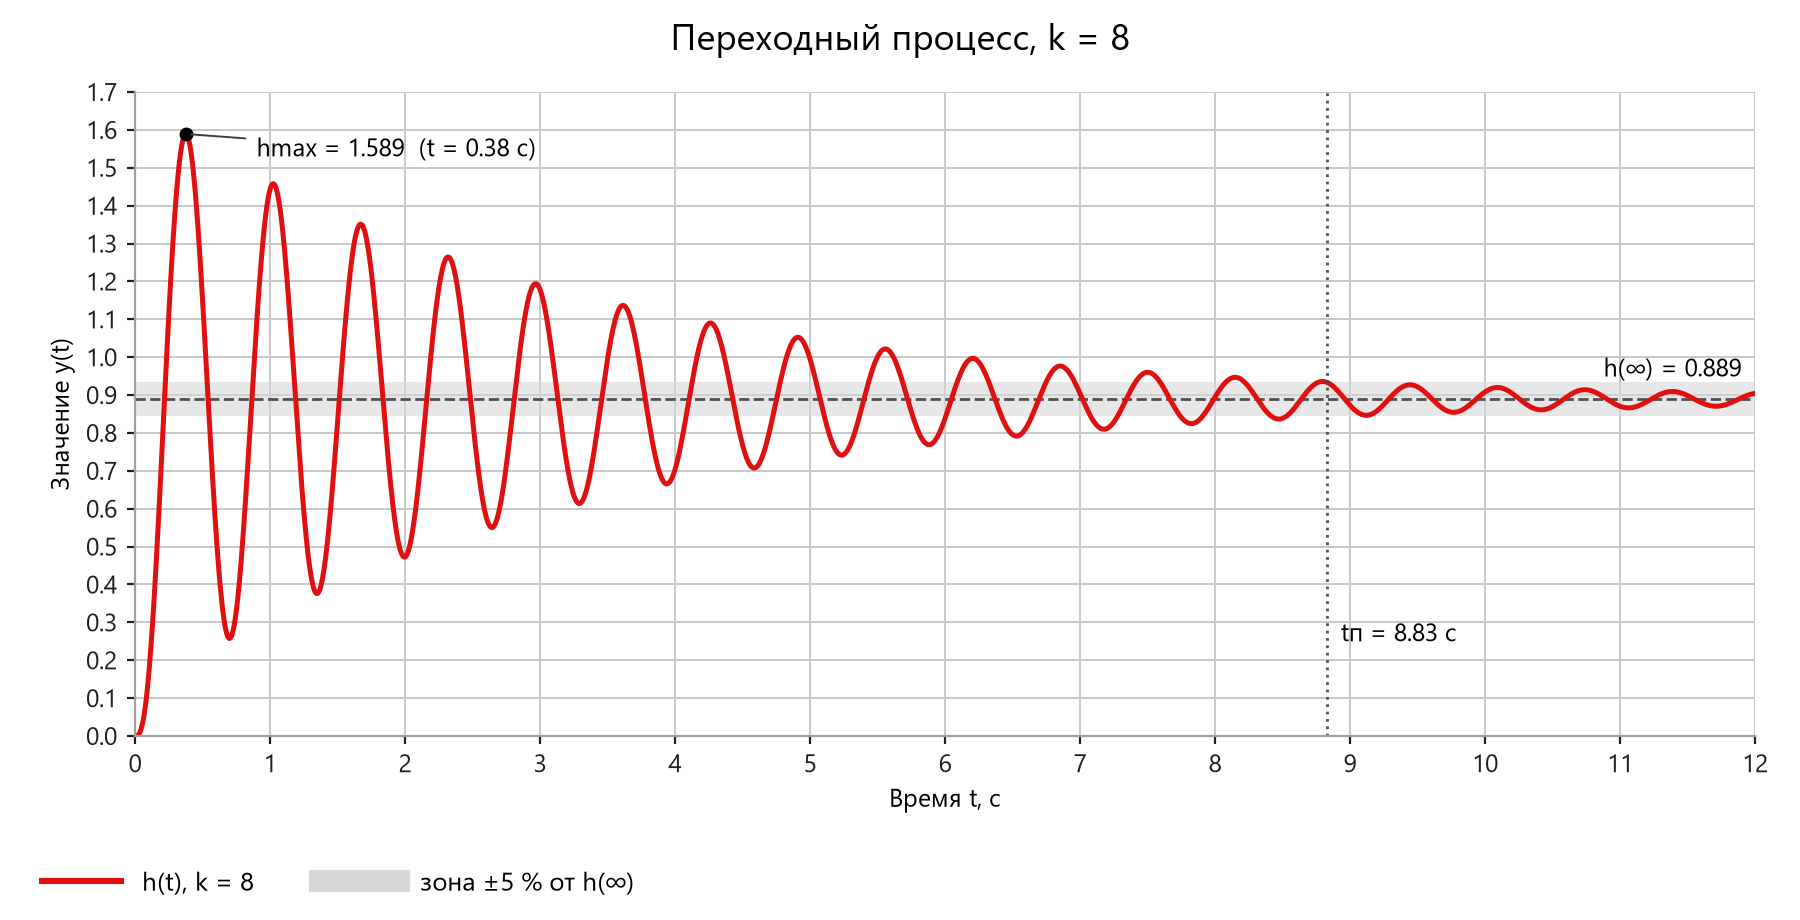 Переходный процесс, k = 8
Значение y(t)
1.7
1.6
1.5
1.4
1.3
1.2
1.1
1.0
0.9
0.8
0.7
0.6
0.5
0.4
0.3
0.2
0.1
0.0
hmax = 1.589 (t = 0.38 с)
h(∞) = 0.889
tп = 8.83 с
0 1 2 3 4 5 6 7 8 9 10 11 12
Время t, с
h(t), k = 8
зона ±5 % от h(∞)